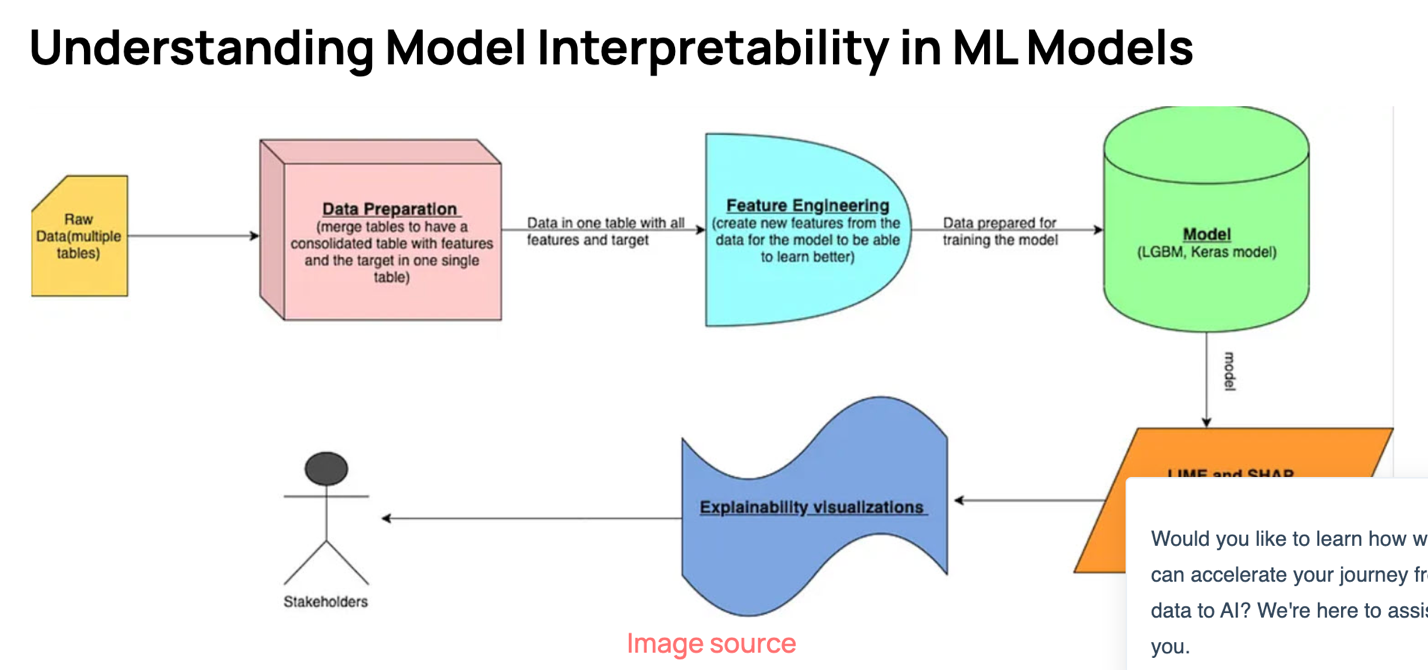 Understanding Model Interpretability in ML Models
Raw
Data(multiple
tables)
Data Preparation
(merge tables to have a
consolidated table with features
and the target in one single
table)
Data in one table with all
features and target
Feature Engineering
(create new features from the
data for the model to be able
to learn better)
Data prepared for
training the model
Model
(LGBM, Keras model)
model
LIME and SHAP
Explainability visualizations
Stakeholders
Image source
Would you like to learn how w
can accelerate your journey fr
data to AI? We're here to assis
you.